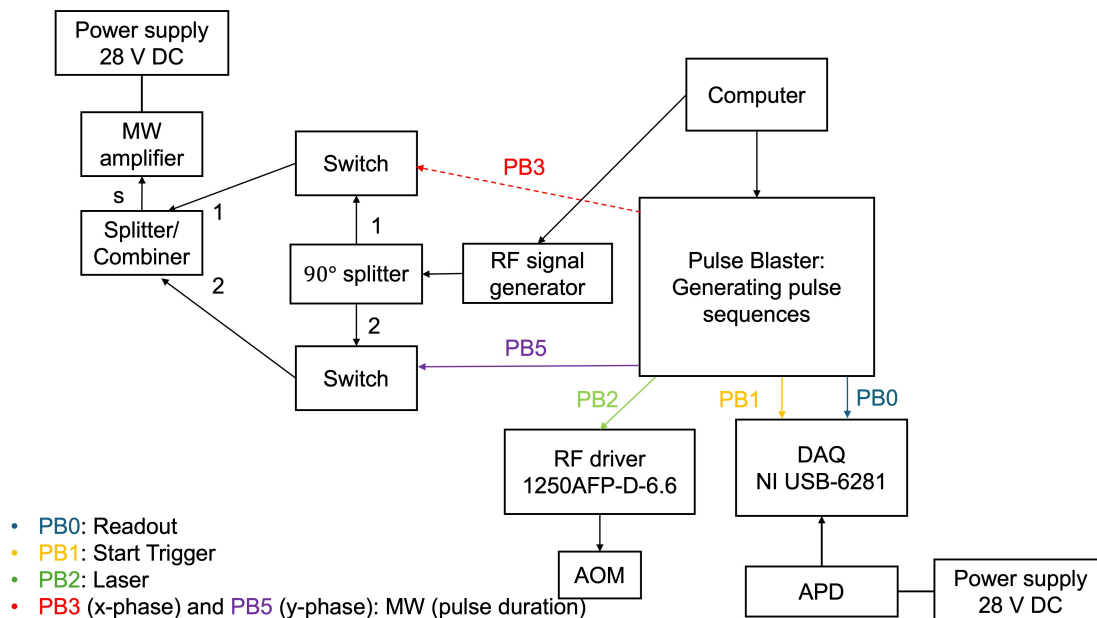 Power supply
28 V DC
Computer
MW
amplifier
Switch
PB3
s
1
Splitter/
Combiner
1
90° splitter
RF signal
generator
Pulse Blaster:
Generating pulse
sequences
2
2
Switch
PB5
PB2
PB1
PB0
RF driver
1250AFP-D-6.6
DAQ
NI USB-6281
AOM
APD
Power supply
28 V DC
• PB0: Readout
• PB1: Start Trigger
• PB2: Laser
• PB3 (x-phase) and PB5 (y-phase): MW (pulse duration)